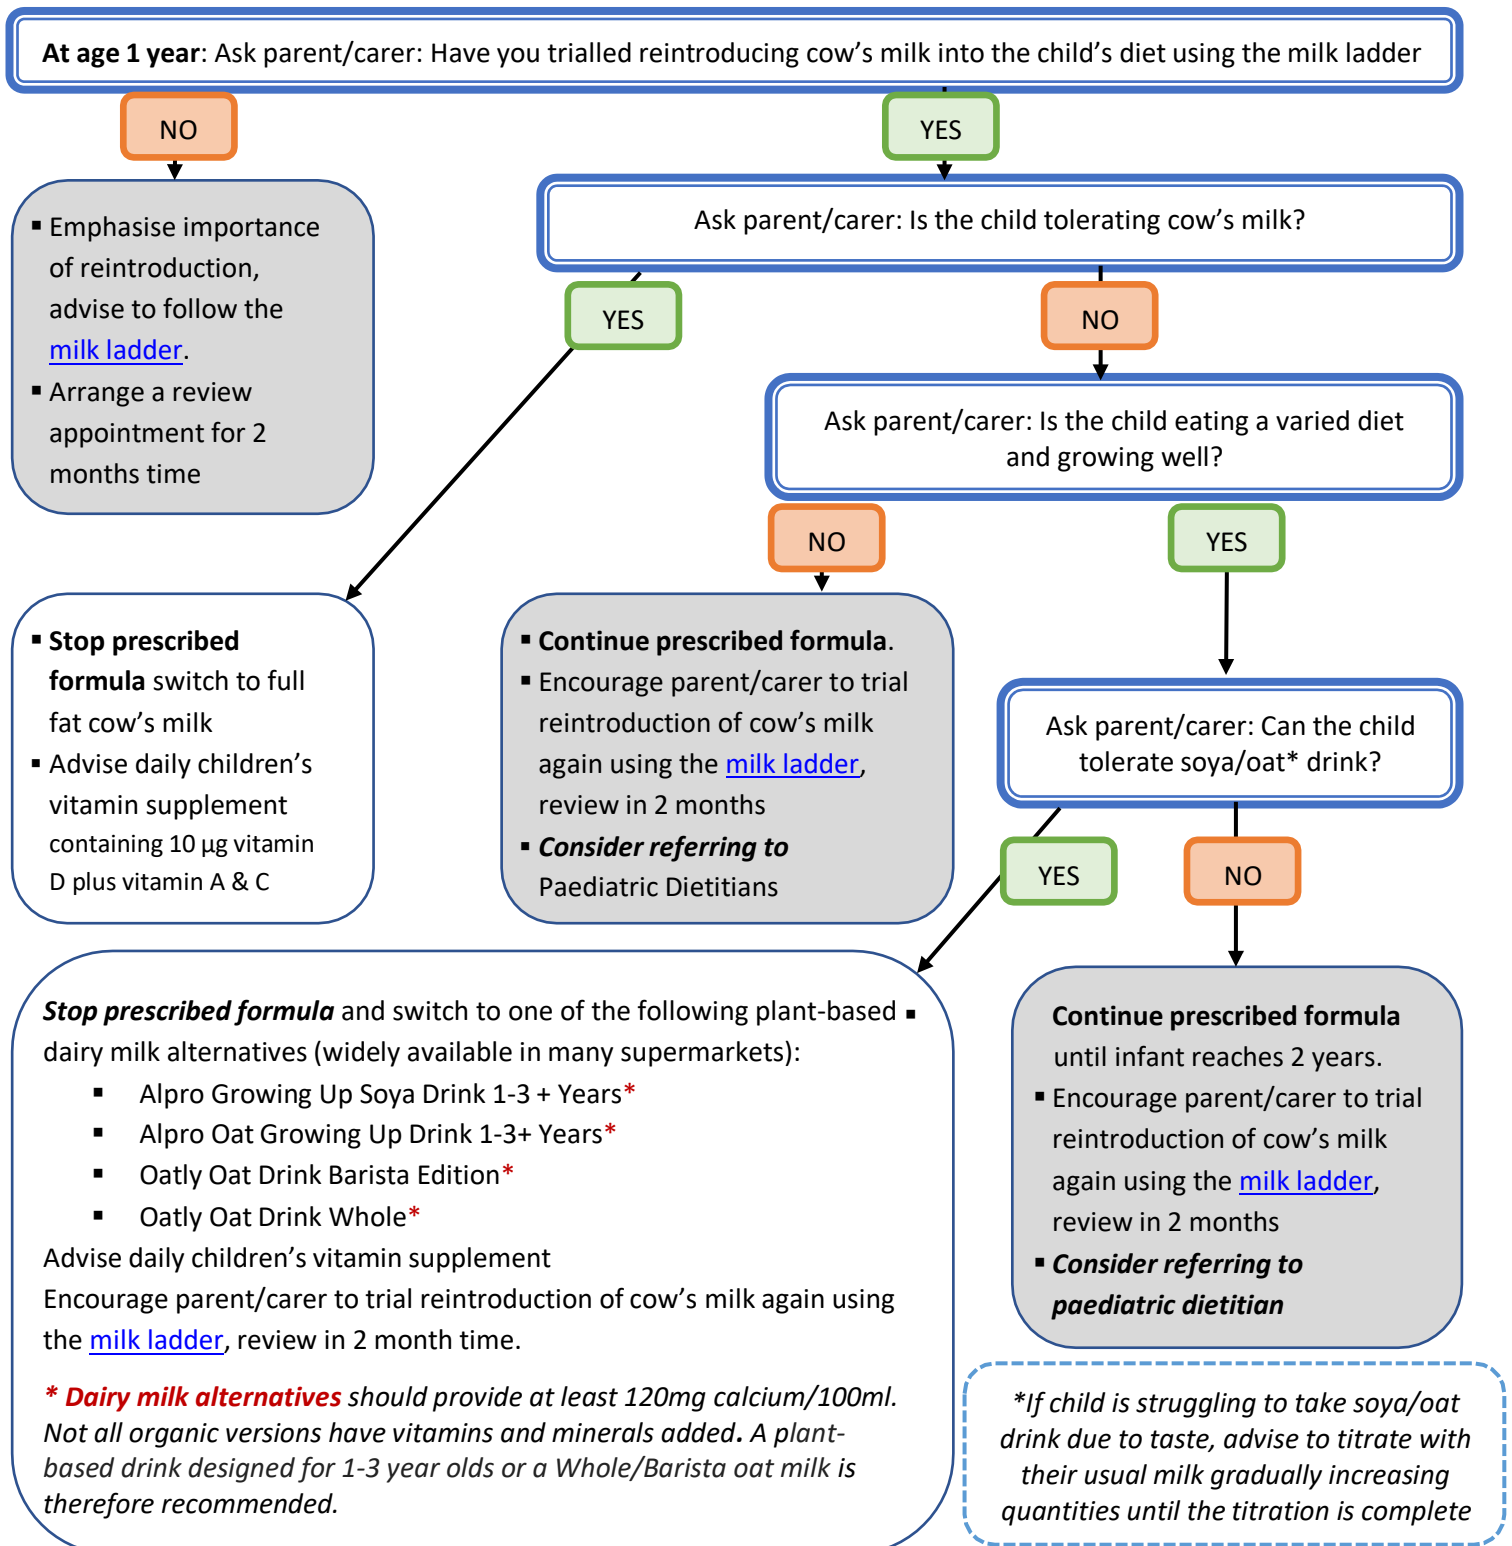 At age 1 year: Ask parent/carer: Have you trialled reintroducing cow's milk into the child's diet using the milk ladder
NO
YES
▪ Emphasise importance
of reintroduction,
advise to follow the
milk ladder.
▪ Arrange a review
appointment for 2
months time
Ask parent/carer: Is the child tolerating cow's milk?
YES
NO
Ask parent/carer: Is the child eating a varied diet
and growing well?
NO
YES
▪ Stop prescribed
formula switch to full
fat cow's milk
▪ Advise daily children's
vitamin supplement
containing 10 µg vitamin
D plus vitamin A & C
▪ Continue prescribed formula.
▪ Encourage parent/carer to trial
reintroduction of cow's milk
again using the milk ladder,
review in 2 months
▪ Consider referring to
Paediatric Dietitians
Ask parent/carer: Can the child
tolerate soya/oat* drink?
YES
NO
Stop prescribed formula and switch to one of the following plant-based ▪
dairy milk alternatives (widely available in many supermarkets):
▪ Alpro Growing Up Soya Drink 1-3 + Years*
▪ Alpro Oat Growing Up Drink 1-3+ Years*
▪ Oatly Oat Drink Barista Edition*
▪ Oatly Oat Drink Whole*
Advise daily children's vitamin supplement
Encourage parent/carer to trial reintroduction of cow's milk again using
the milk ladder, review in 2 month time.
* Dairy milk alternatives should provide at least 120mg calcium/100ml.
Not all organic versions have vitamins and minerals added. A plant-
based drink designed for 1-3 year olds or a Whole/Barista oat milk is
therefore recommended.
Continue prescribed formula
until infant reaches 2 years.
▪ Encourage parent/carer to trial
reintroduction of cow's milk
again using the milk ladder,
review in 2 months
▪ Consider referring to
paediatric dietitian
*If child is struggling to take soya/oat
drink due to taste, advise to titrate with
their usual milk gradually increasing
quantities until the titration is complete